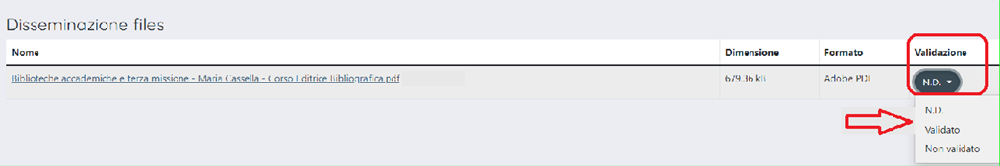 Disseminazione files
Nome Dimensione Formato Validazione
Biblioteche accademiche e terza missione - Maria Cassella - Corso Editrice Bibliografica.pdf 679.36 kB Adobe PDF N.D.
N.D.
Validato
Non validato